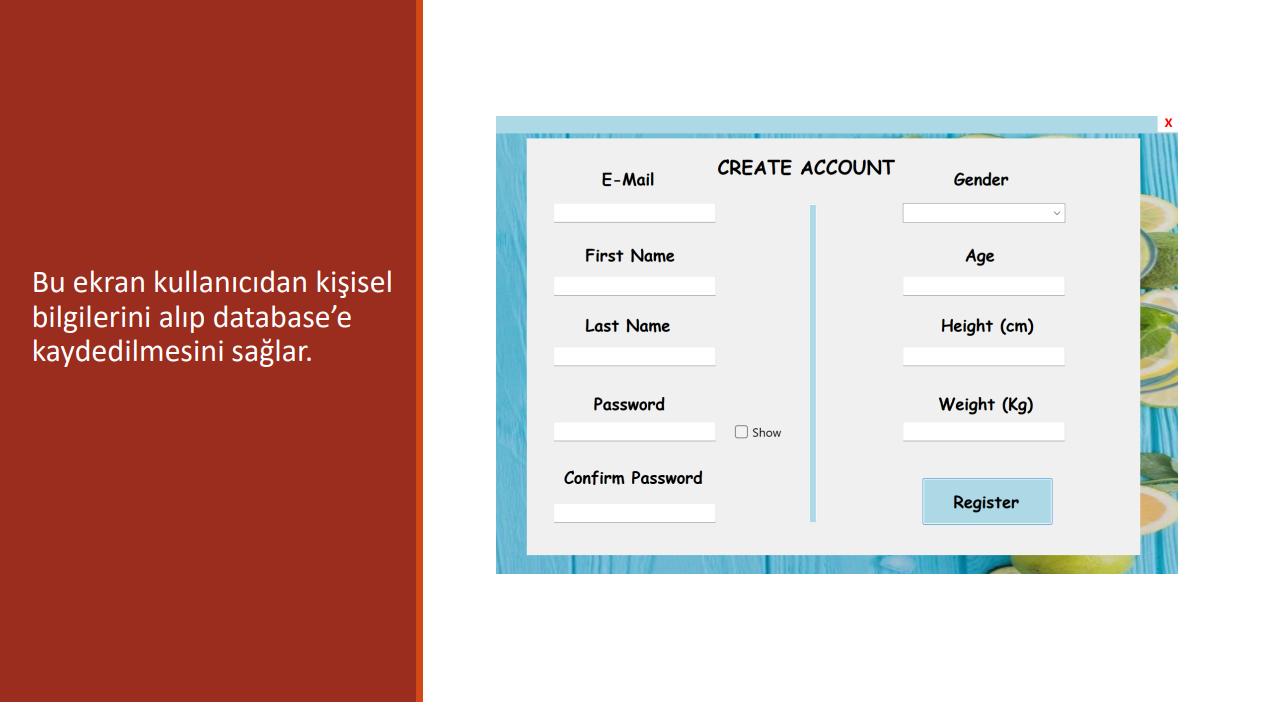 Bu ekran kullanıcıdan kişisel
bilgilerini alıp database’e
kaydedilmesini sağlar.
X
CREATE ACCOUNT
E-Mail
First Name
Last Name
Password
Show
Confirm Password
Gender
Age
Height (cm)
Weight (Kg)
Register